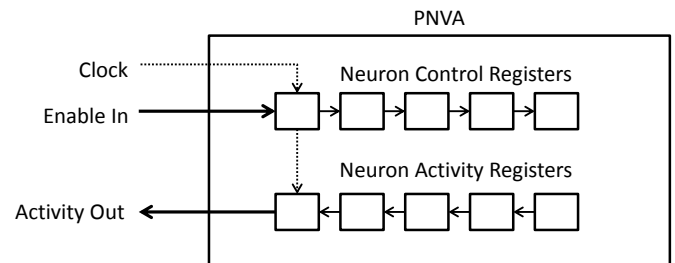 PNVA
Clock
Neuron Control Registers
Enable In
Neuron Activity Registers
Activity Out